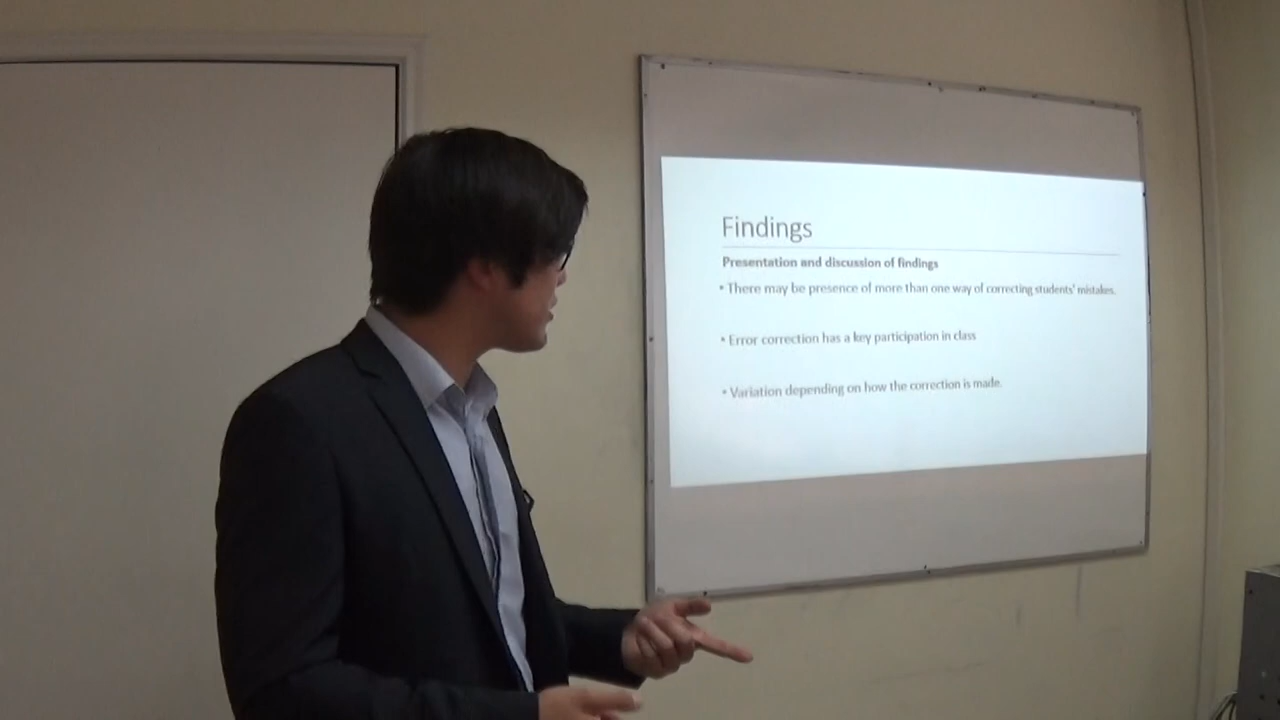 Findings
Presentation and discussion of findings
• There may be presence of more than one way of correcting students' mistakes.
• Error correction has a key participation in class
• Variation depending on how the correction is made.